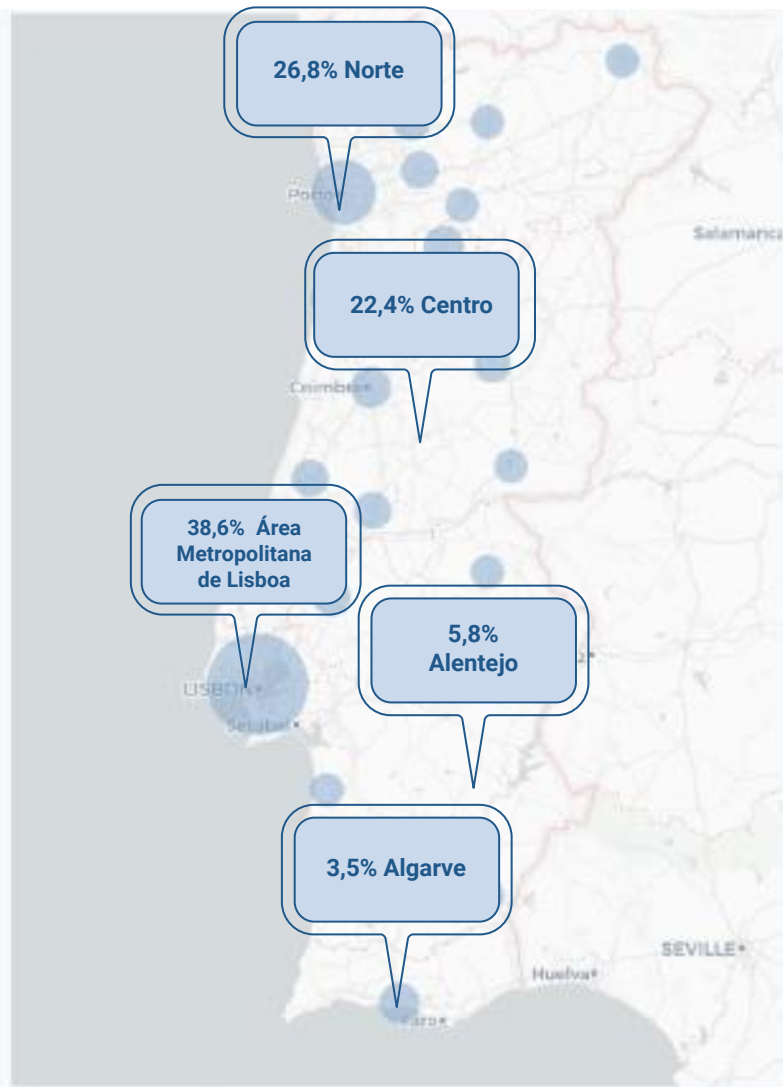 26,8% Norte
Porto
Salamanca
22,4% Centro
Coimbra
38,6% Área
Metropolitana
de Lisboa
5,8%
Alentejo
LISBON
Setúbal
3,5% Algarve
SEVILLE
Huelva
Faro